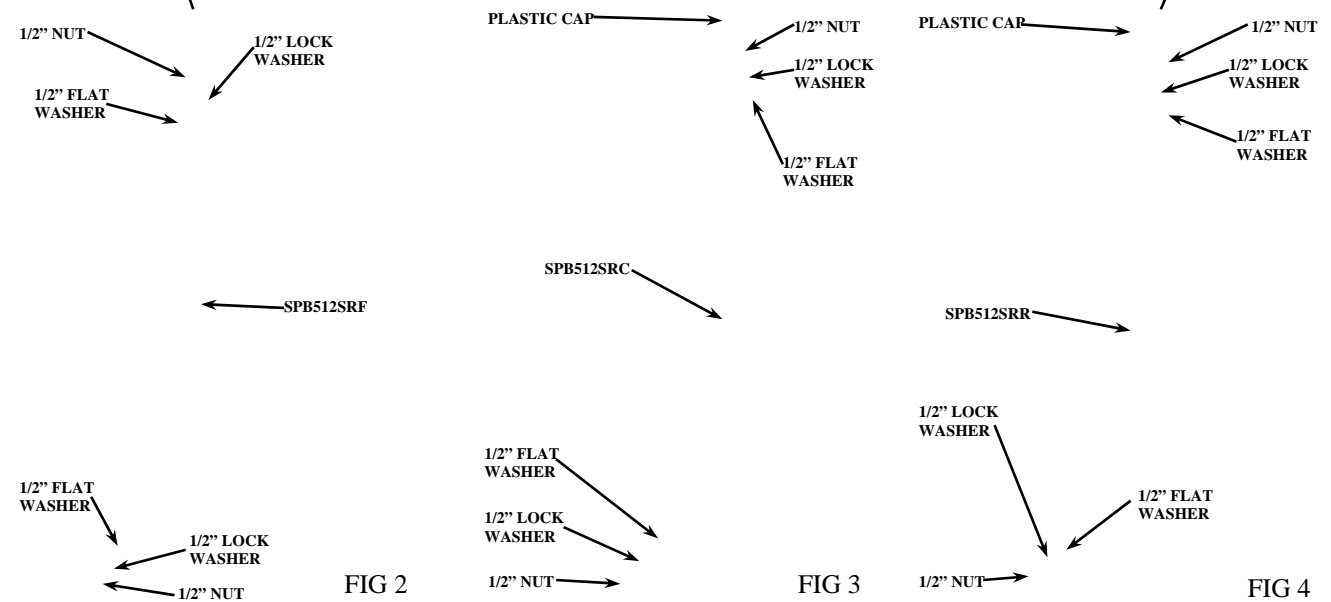 1/2” NUT
1/2” LOCK
WASHER
1/2” FLAT
WASHER
SPB512SRF
1/2” FLAT
WASHER
1/2” LOCK
WASHER
1/2” NUT
FIG 2
PLASTIC CAP
1/2” NUT
1/2” LOCK
WASHER
1/2” FLAT
WASHER
SPB512SRC
1/2” FLAT
WASHER
1/2” LOCK
WASHER
1/2” NUT
FIG 3
PLASTIC CAP
1/2” NUT
1/2” LOCK
WASHER
1/2” FLAT
WASHER
SPB512SRR
1/2” LOCK
WASHER
1/2” FLAT
WASHER
1/2” NUT
FIG 4